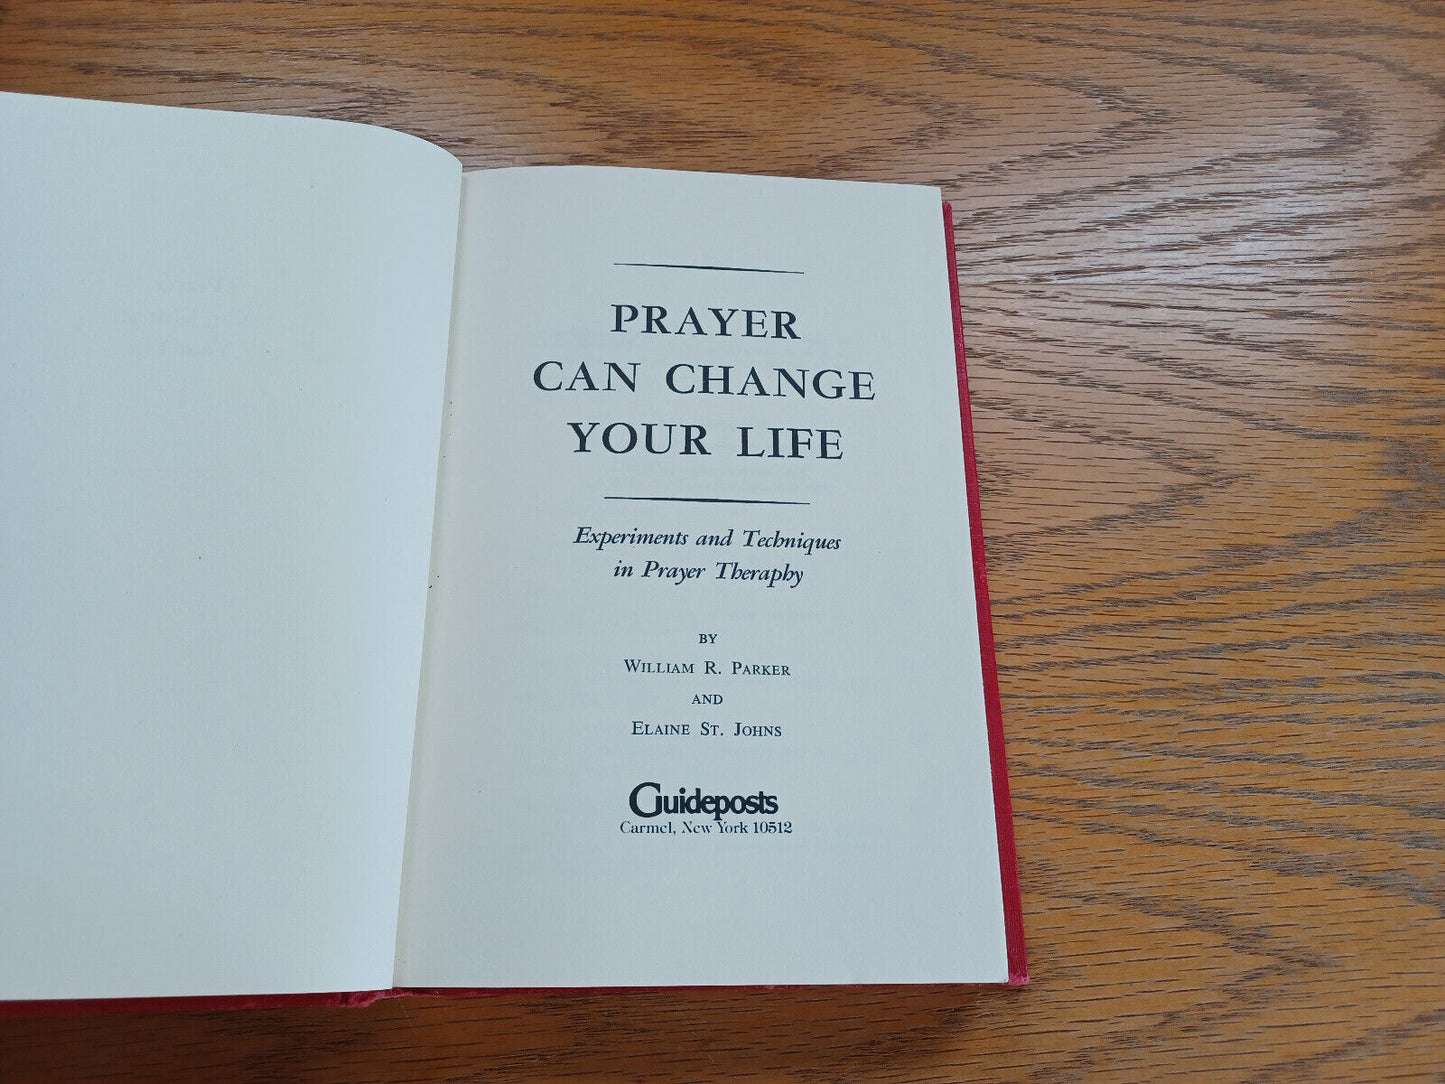 PRAYER
CAN CHANGE
YOUR LIFE
Experiments and Techniques
in Prayer Theraphy
BY
WILLIAM R. PARKER
AND
ELAINE ST. JOHNS
Guideposts
Carmel, New York 10512